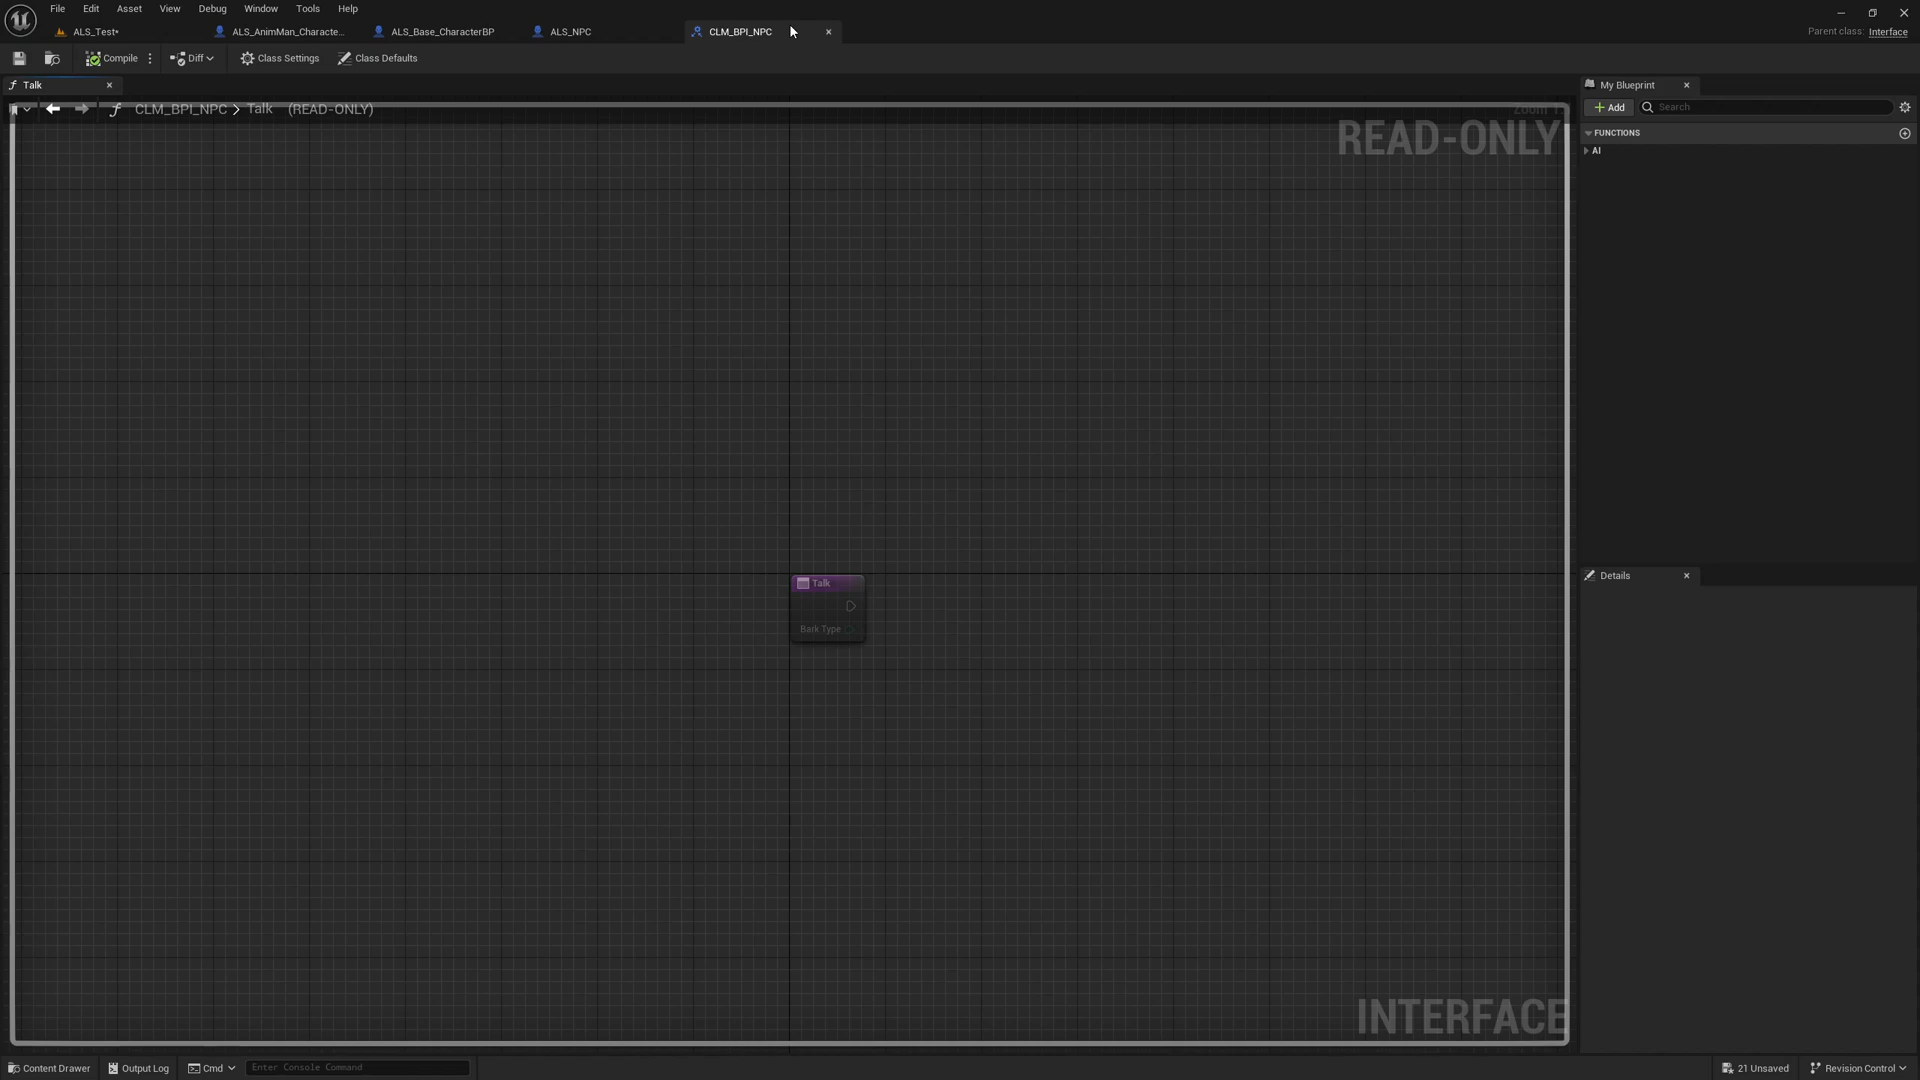 File Edit Asset View Debug Window Tools Help
ALS_Test* ALS_AnimMan_Characte... ALS_Base_CharacterBP ALS_NPC CLM_BPI_NPC
Parent class: Interface
Compile Diff Class Settings Class Defaults
Talk
My Blueprint
CLM_BPI_NPC > Talk (READ-ONLY)
+ Add Search
READ-ONLY
FUNCTIONS
AI
Talk
Bark Type
Details
INTERFACE
Content Drawer Output Log Cmd Enter Console Command 21 Unsaved Revision Control